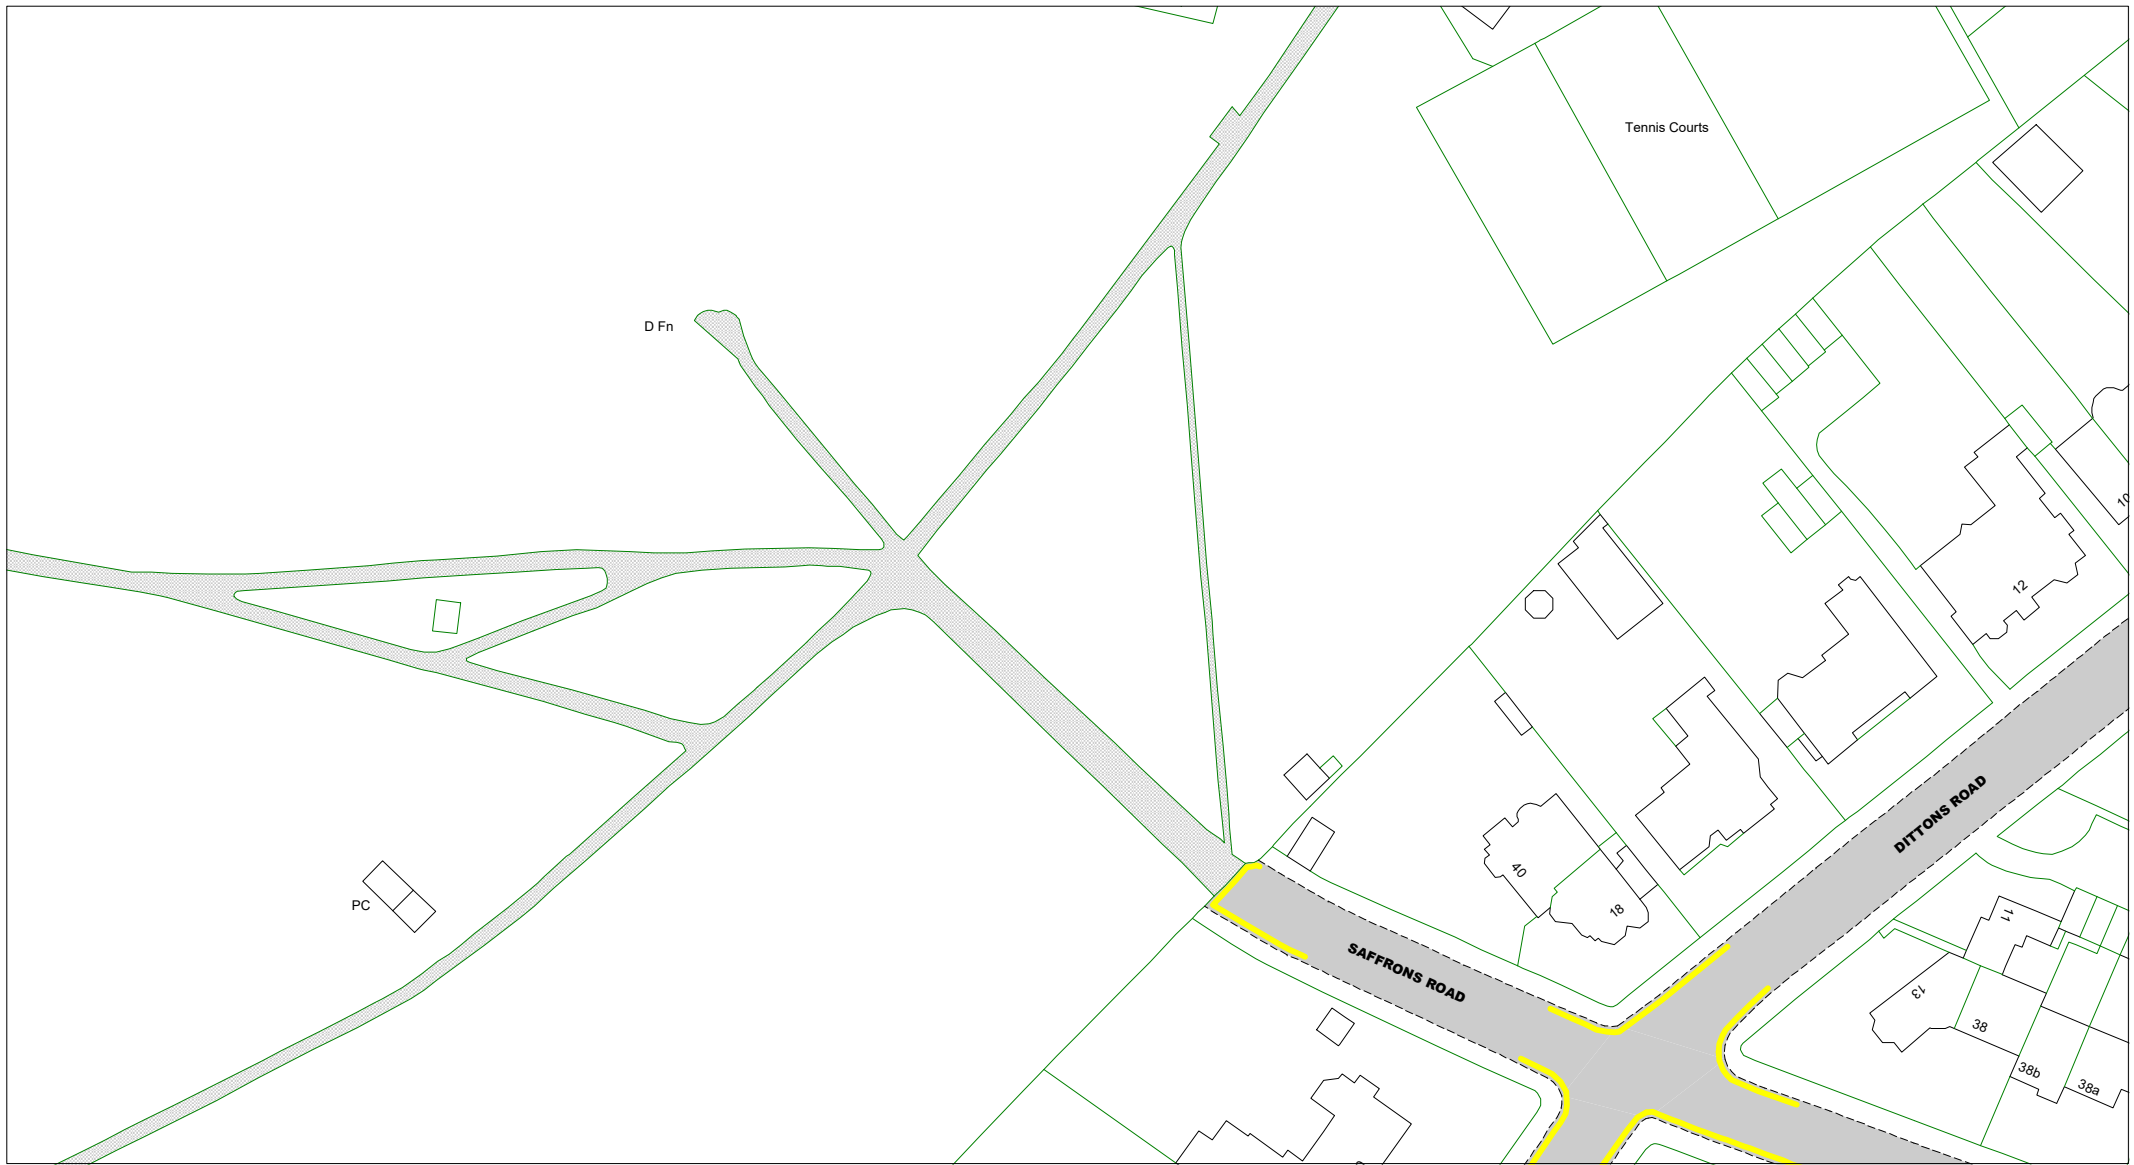 Tennis Courts
D Fn
10
12
DITTONS ROAD
40
18
PC
11
SAFFRONS ROAD
13
38
38b
38a